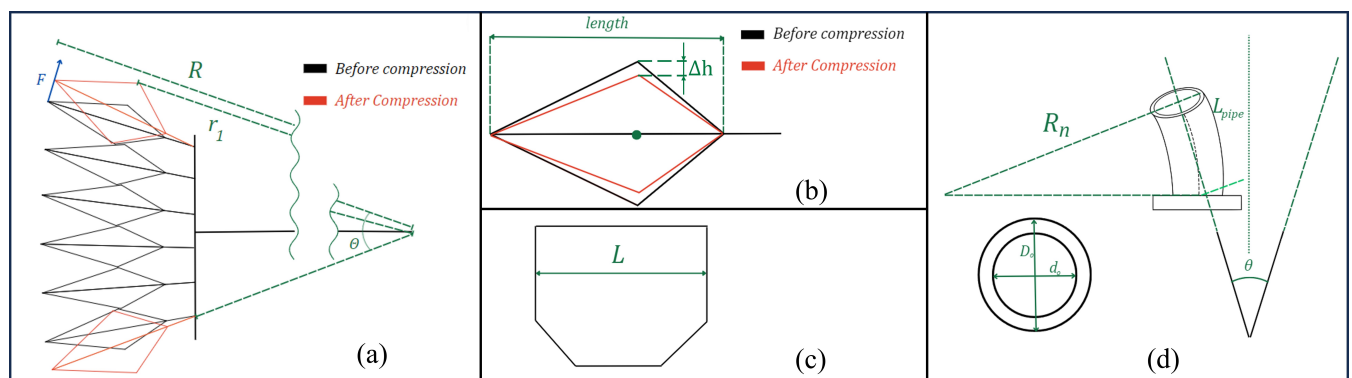 F
R
r1
Before compression
After Compression
θ
(a)
length
Δh
Before compression
After Compression
(b)
L
(c)
Rn
Lpipe
Do
do
θ
(d)